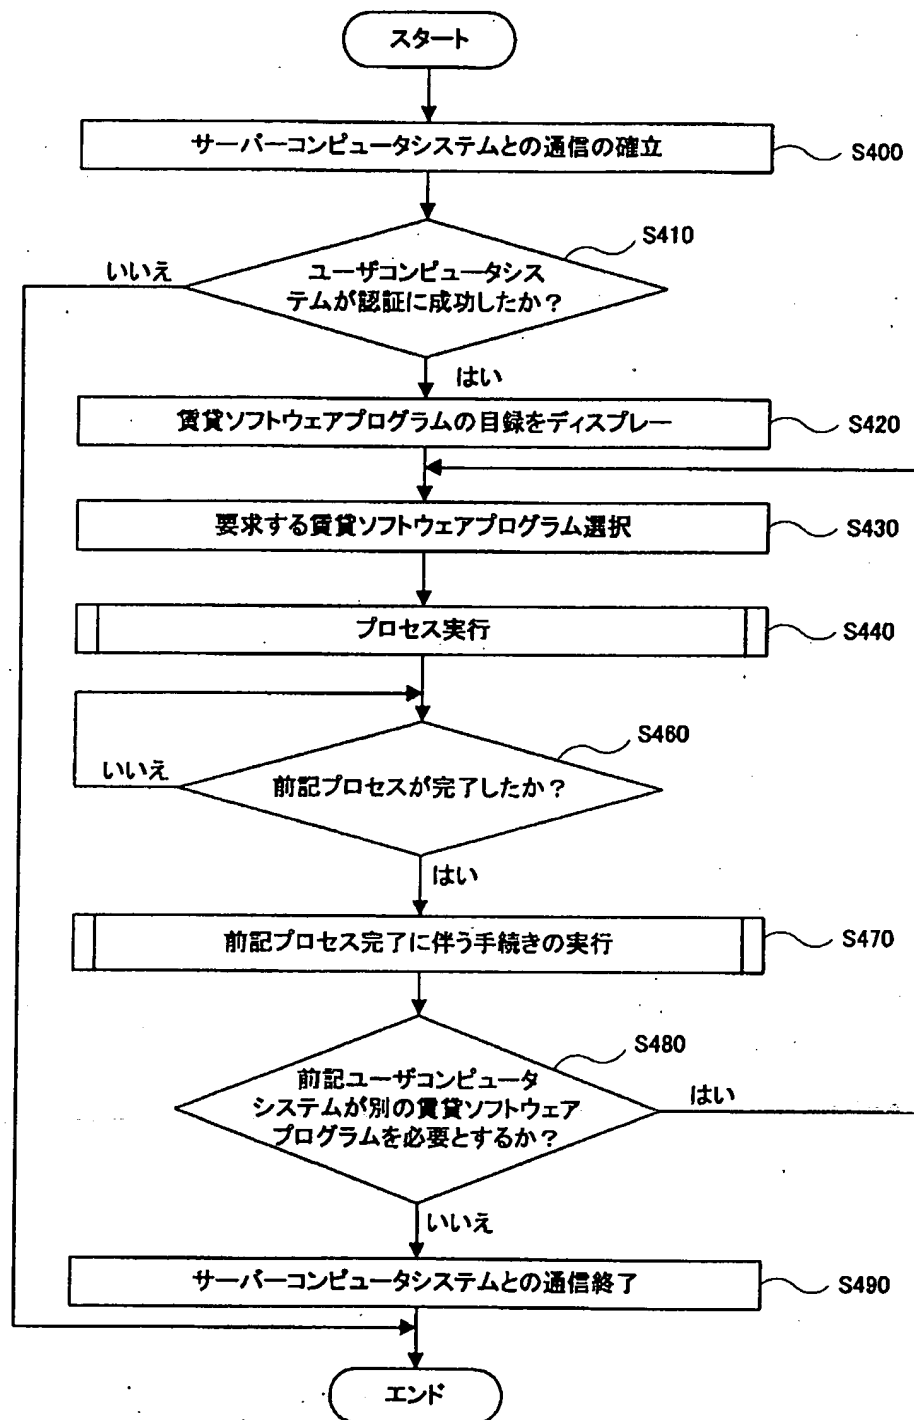 スタート
サーバーコンピュータシステムとの通信の確立
S400
S410
いいえ
ユーザコンピュータシス
テムが認証に成功したか？
はい
賃貸ソフトウェアプログラムの目録をディスプレー
S420
要求する賃貸ソフトウェアプログラム選択
S430
プロセス実行
S440
S460
いいえ
前記プロセスが完了したか？
はい
前記プロセス完了に伴う手続きの実行
S470
S480
前記ユーザコンピュータ
システムが別の賃貸ソフトウェア
プログラムを必要とするか？
はい
いいえ
サーバーコンピュータシステムとの通信終了
S490
エンド